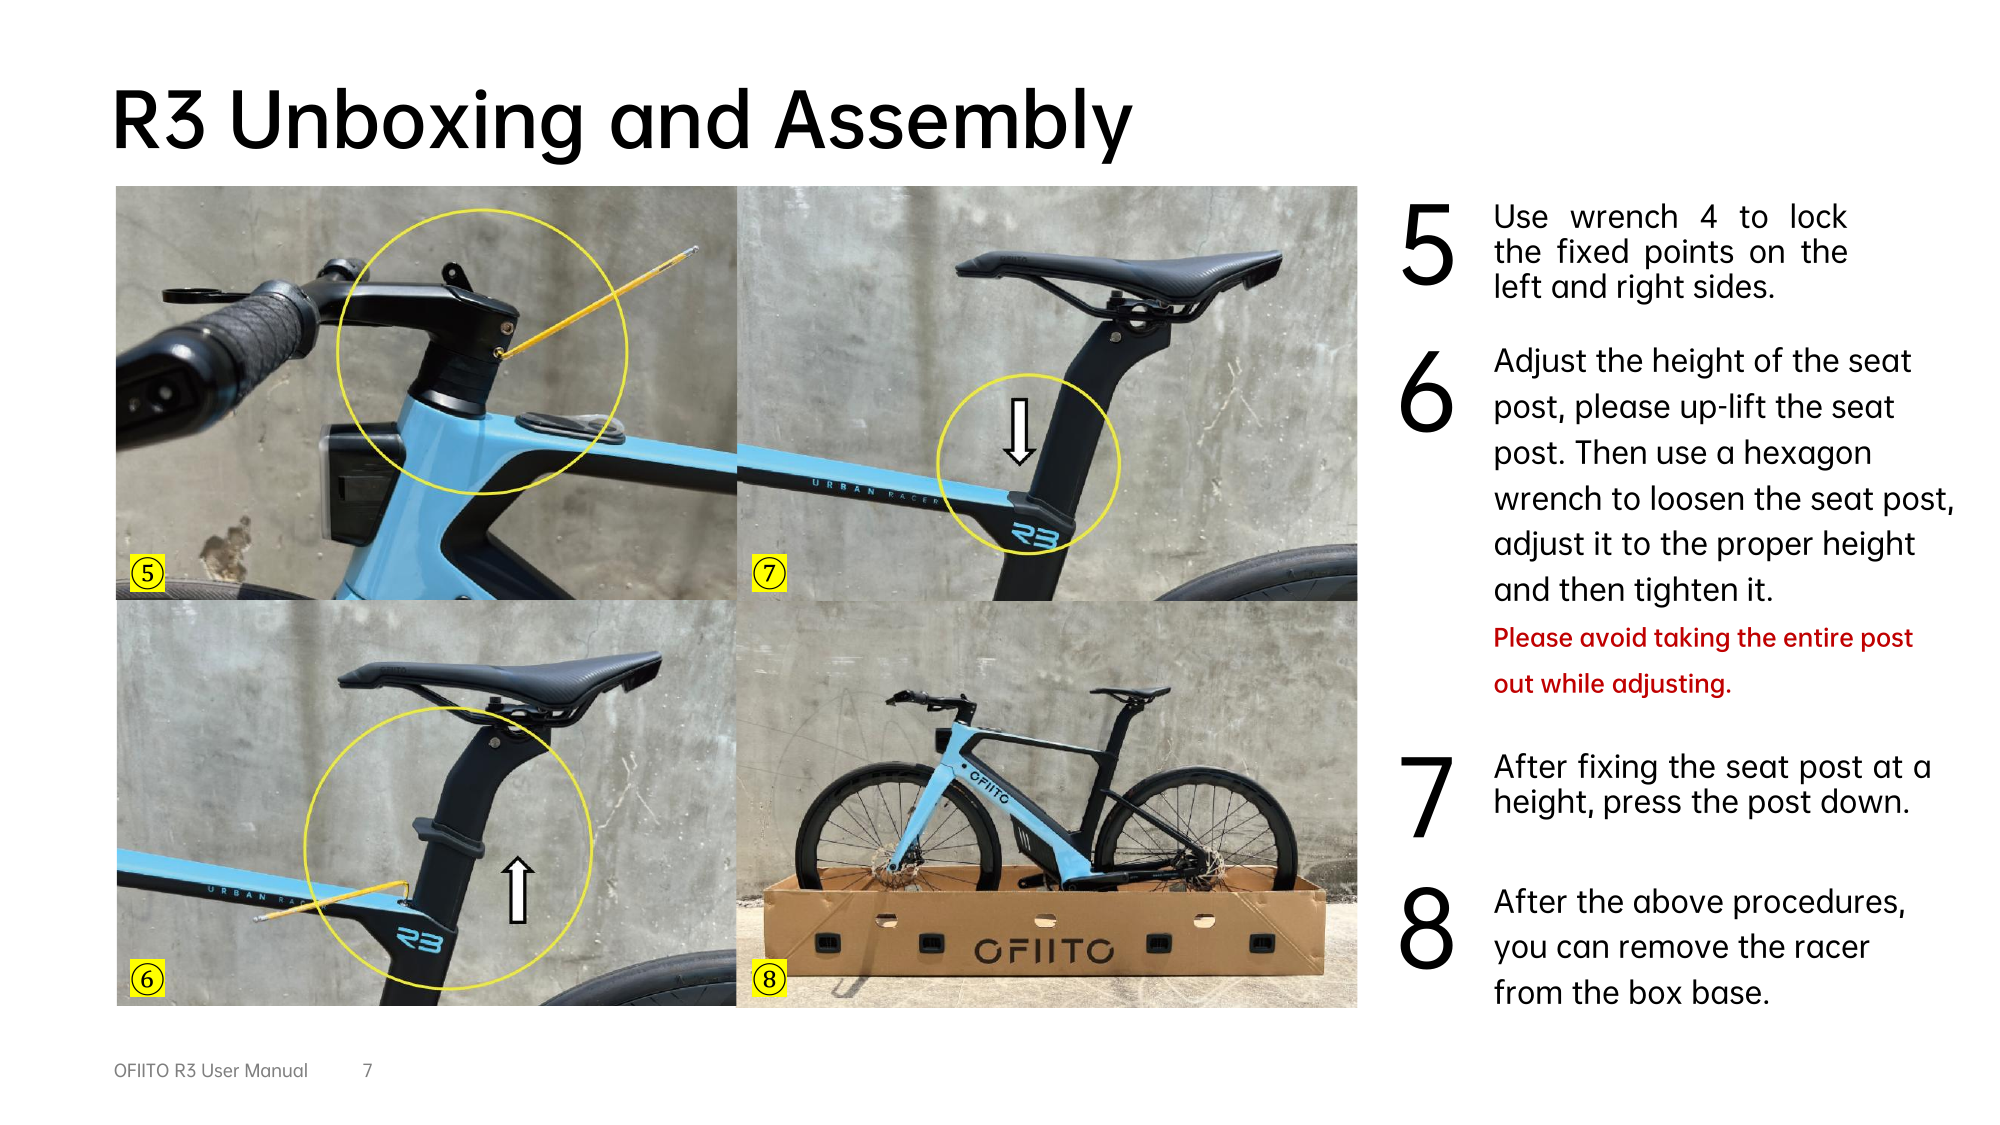 R3 Unboxing and Assembly
URBAN RACER
R3
OFIITO
⑤
⑦
URBAN RACER
R3
⑥
OFIITO
OFIITO
⑧
5
Use wrench 4 to lock
the fixed points on the
left and right sides.
6
Adjust the height of the seat
post, please up-lift the seat
post. Then use a hexagon
wrench to loosen the seat post,
adjust it to the proper height
and then tighten it.
Please avoid taking the entire post
out while adjusting.
7
After fixing the seat post at a
height, press the post down.
8
After the above procedures,
you can remove the racer
from the box base.
OFIITO R3 User Manual 7